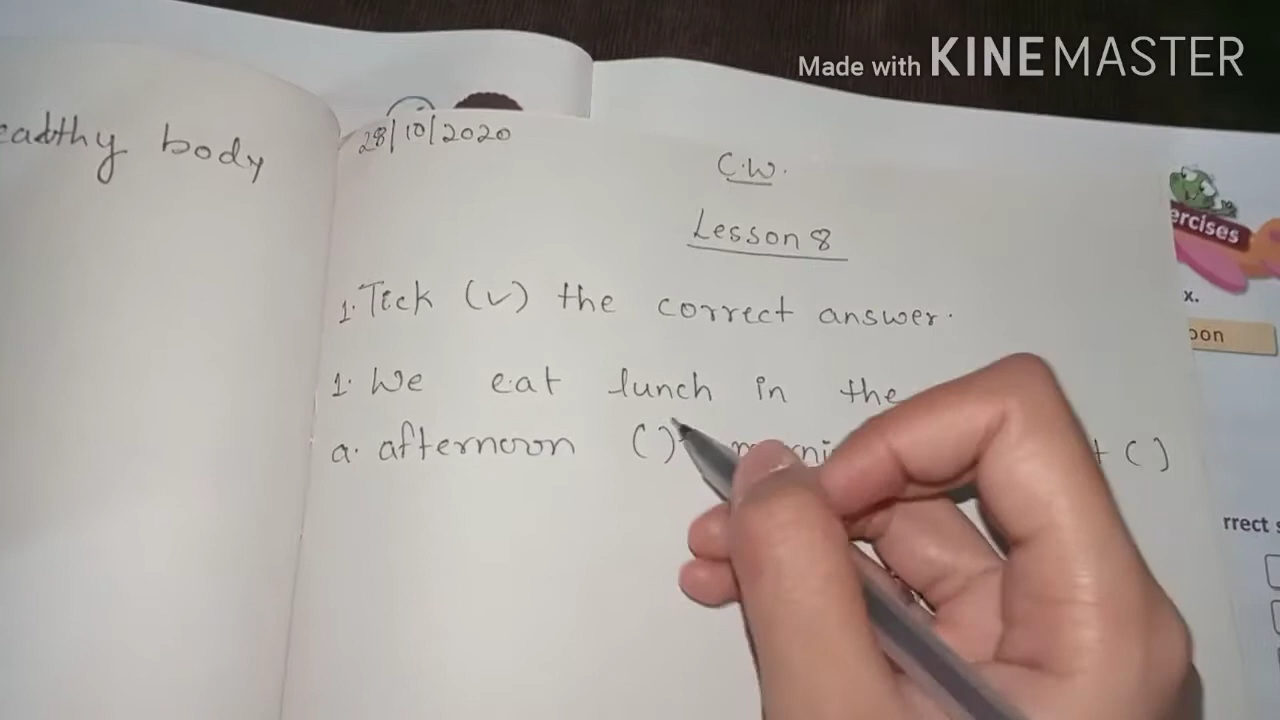 Made with KINEMASTER
body
28/10/2020
C.W.
Lesson 8
1. Tick (✓) the correct answer.
1. We eat lunch in the
a. afternoon ( ) ( )
ercises
x.
oon
rrect